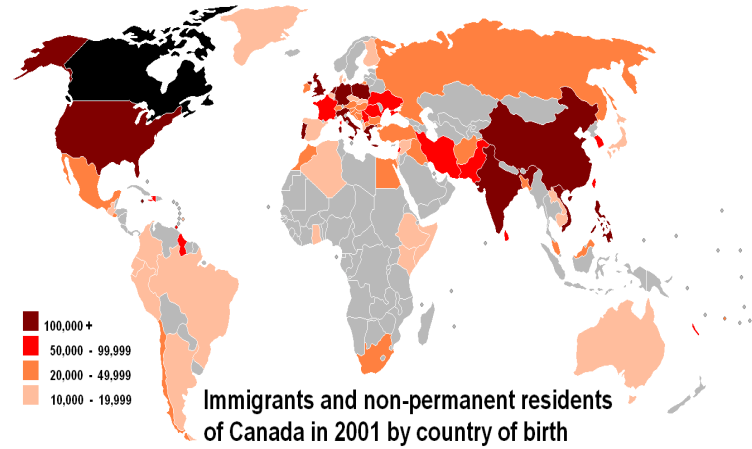 100,000 +
50,000 - 99,999
20,000 - 49,999
10,000 - 19,999
Immigrants and non-permanent residents
of Canada in 2001 by country of birth